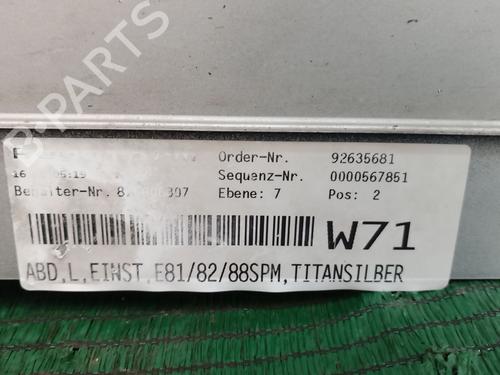 B-PARTS
Order-Nr. 92635681
Sequenz-Nr. 0000567851
Ebene: 7 Pos: 2
W71
ABD,L,EINST,E81/82/88SPM,TITANSILBER